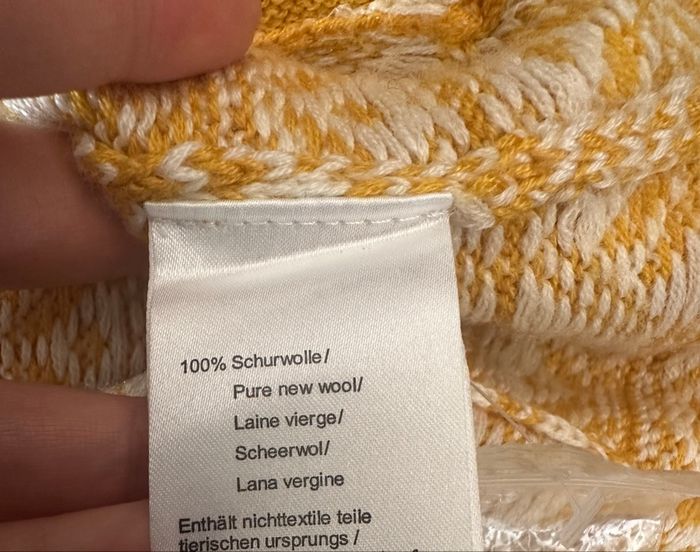 100% Schurwolle/
Pure new wool/
Laine vierge/
Scheerwol/
Lana vergine
Enthält nichttextile teile
tierischen ursprungs /